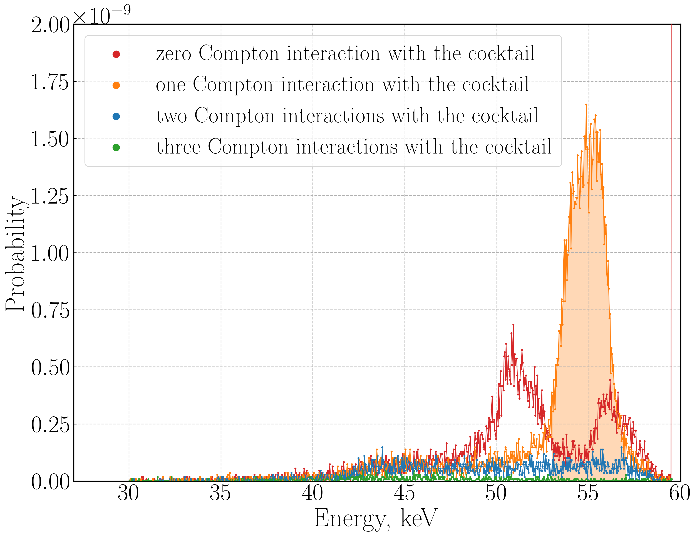 ×10⁻⁹
2.00
1.75
1.50
1.25
1.00
0.75
0.50
0.25
0.00
Probability
zero Compton interaction with the cocktail
one Compton interaction with the cocktail
two Compton interactions with the cocktail
three Compton interactions with the cocktail
30 35 40 45 50 55 60
Energy, keV